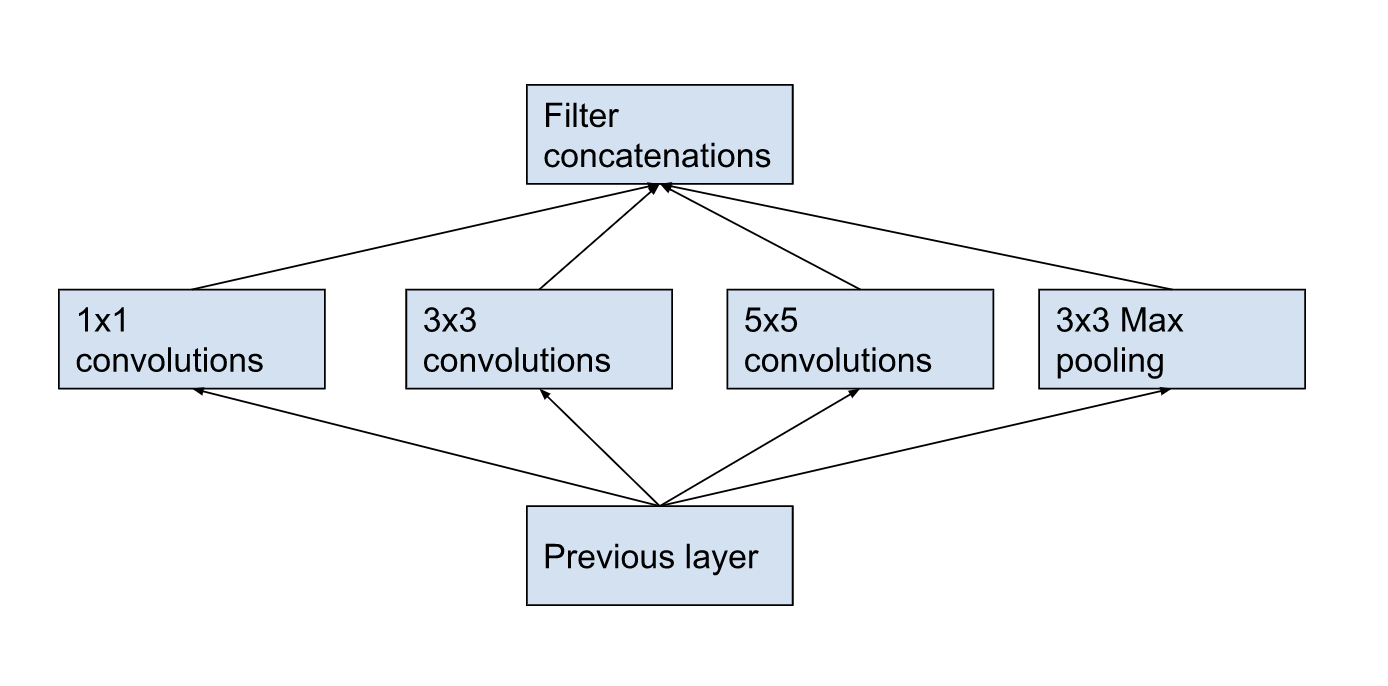 Filter
concatenations
1x1
convolutions
3x3
convolutions
5x5
convolutions
3x3 Max
pooling
Previous layer